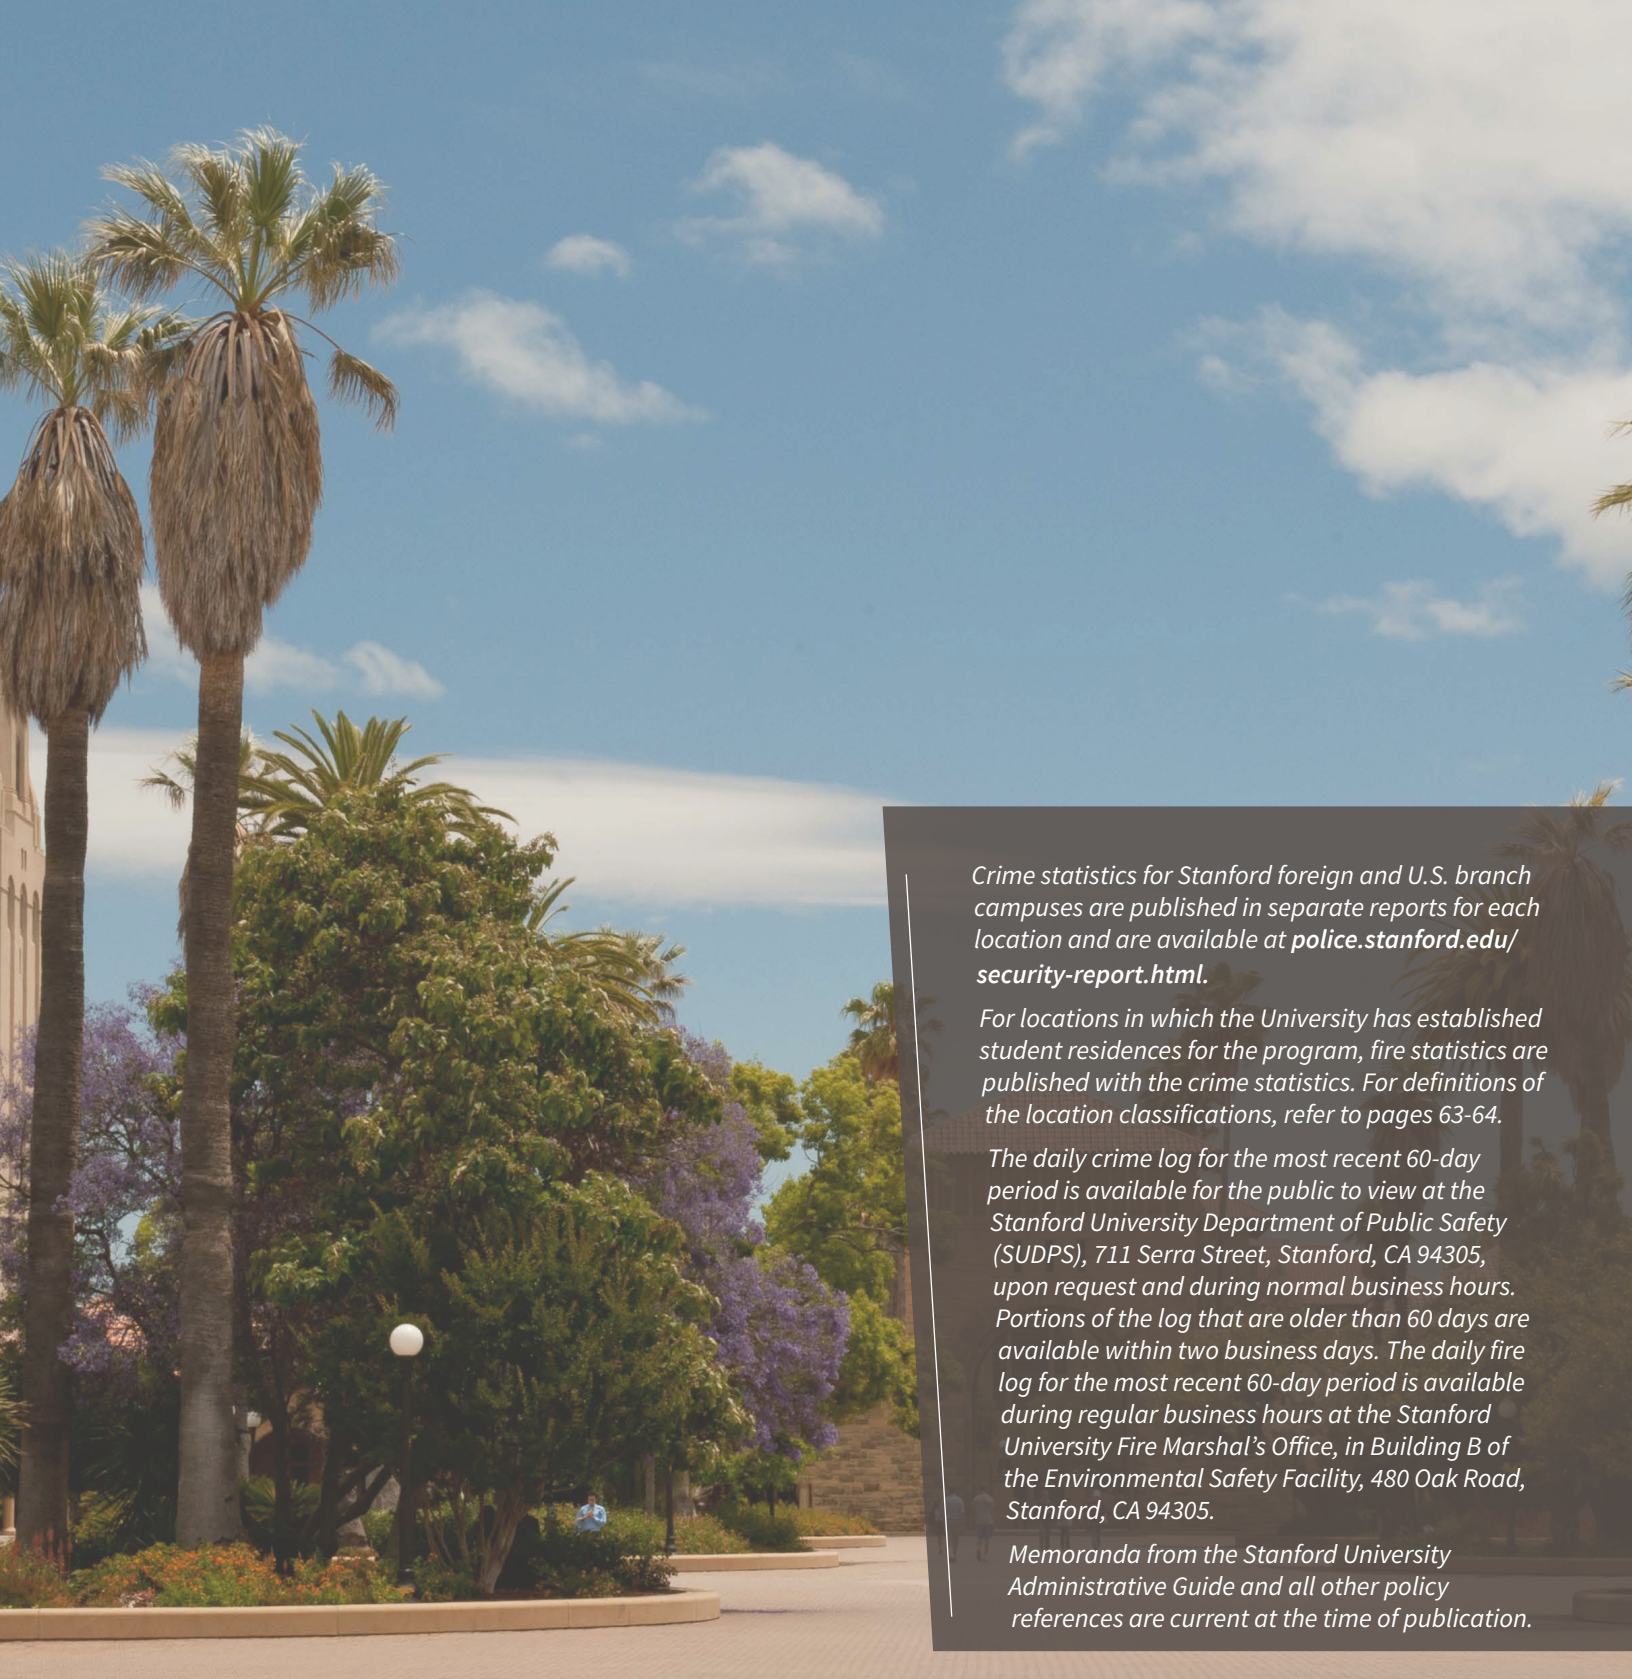 Crime statistics for Stanford foreign and U.S. branch
campuses are published in separate reports for each
location and are available at police.stanford.edu/
security-report.html.
For locations in which the University has established
student residences for the program, fire statistics are
published with the crime statistics. For definitions of
the location classifications, refer to pages 63-64.
The daily crime log for the most recent 60-day
period is available for the public to view at the
Stanford University Department of Public Safety
(SUDPS), 711 Serra Street, Stanford, CA 94305,
upon request and during normal business hours.
Portions of the log that are older than 60 days are
available within two business days. The daily fire
log for the most recent 60-day period is available
during regular business hours at the Stanford
University Fire Marshal’s Office, in Building B of
the Environmental Safety Facility, 480 Oak Road,
Stanford, CA 94305.
Memoranda from the Stanford University
Administrative Guide and all other policy
references are current at the time of publication.